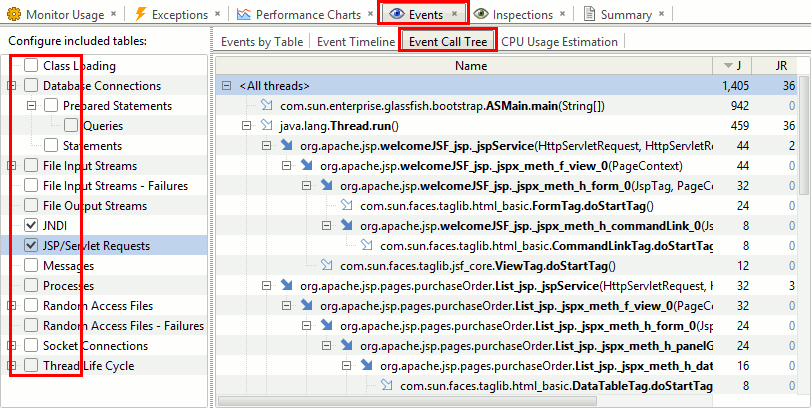 Monitor Usage × Exceptions × Performance Charts × Events × Inspections × Summary ×
Configure included tables:
Events by Table Event Timeline Event Call Tree CPU Usage Estimation
Class Loading
Database Connections
Prepared Statements
Queries
Statements
File Input Streams
File Input Streams - Failures
File Output Streams
JNDI
JSP/Servlet Requests
Messages
Processes
Random Access Files
Random Access Files - Failures
Socket Connections
Thread Life Cycle
Name J JR
<All threads> 1,405 36
com.sun.enterprise.glassfish.bootstrap.ASMain.main(String[]) 942 0
java.lang.Thread.run() 459 36
org.apache.jsp.welcomeJSF_jsp._jspService(HttpServletRequest, HttpServletRe 44 2
org.apache.jsp.welcomeJSF_jsp._jspx_meth_f_view_0(PageContext) 44 0
org.apache.jsp.welcomeJSF_jsp._jspx_meth_h_form_0(JspTag, PageCo 32 0
com.sun.faces.taglib.html_basic.FormTag.doStartTag() 24 0
org.apache.jsp.welcomeJSF_jsp._jspx_meth_h_commandLink_0(Js 8 0
com.sun.faces.taglib.html_basic.CommandLinkTag.doStartTag 8 0
com.sun.faces.taglib.jsf_core.ViewTag.doStartTag() 12 0
org.apache.jsp.pages.purchaseOrder.List_jsp._jspService(HttpServletRequest, H 32 3
org.apache.jsp.pages.purchaseOrder.List_jsp._jspx_meth_f_view_0(PageC 32 0
org.apache.jsp.pages.purchaseOrder.List_jsp._jspx_meth_h_form_0(Jsp 24 0
org.apache.jsp.pages.purchaseOrder.List_jsp._jspx_meth_h_panelG 24 0
org.apache.jsp.pages.purchaseOrder.List_jsp._jspx_meth_h_dat 16 0
com.sun.faces.taglib.html_basic.DataTableTag.doStartTag 8 0